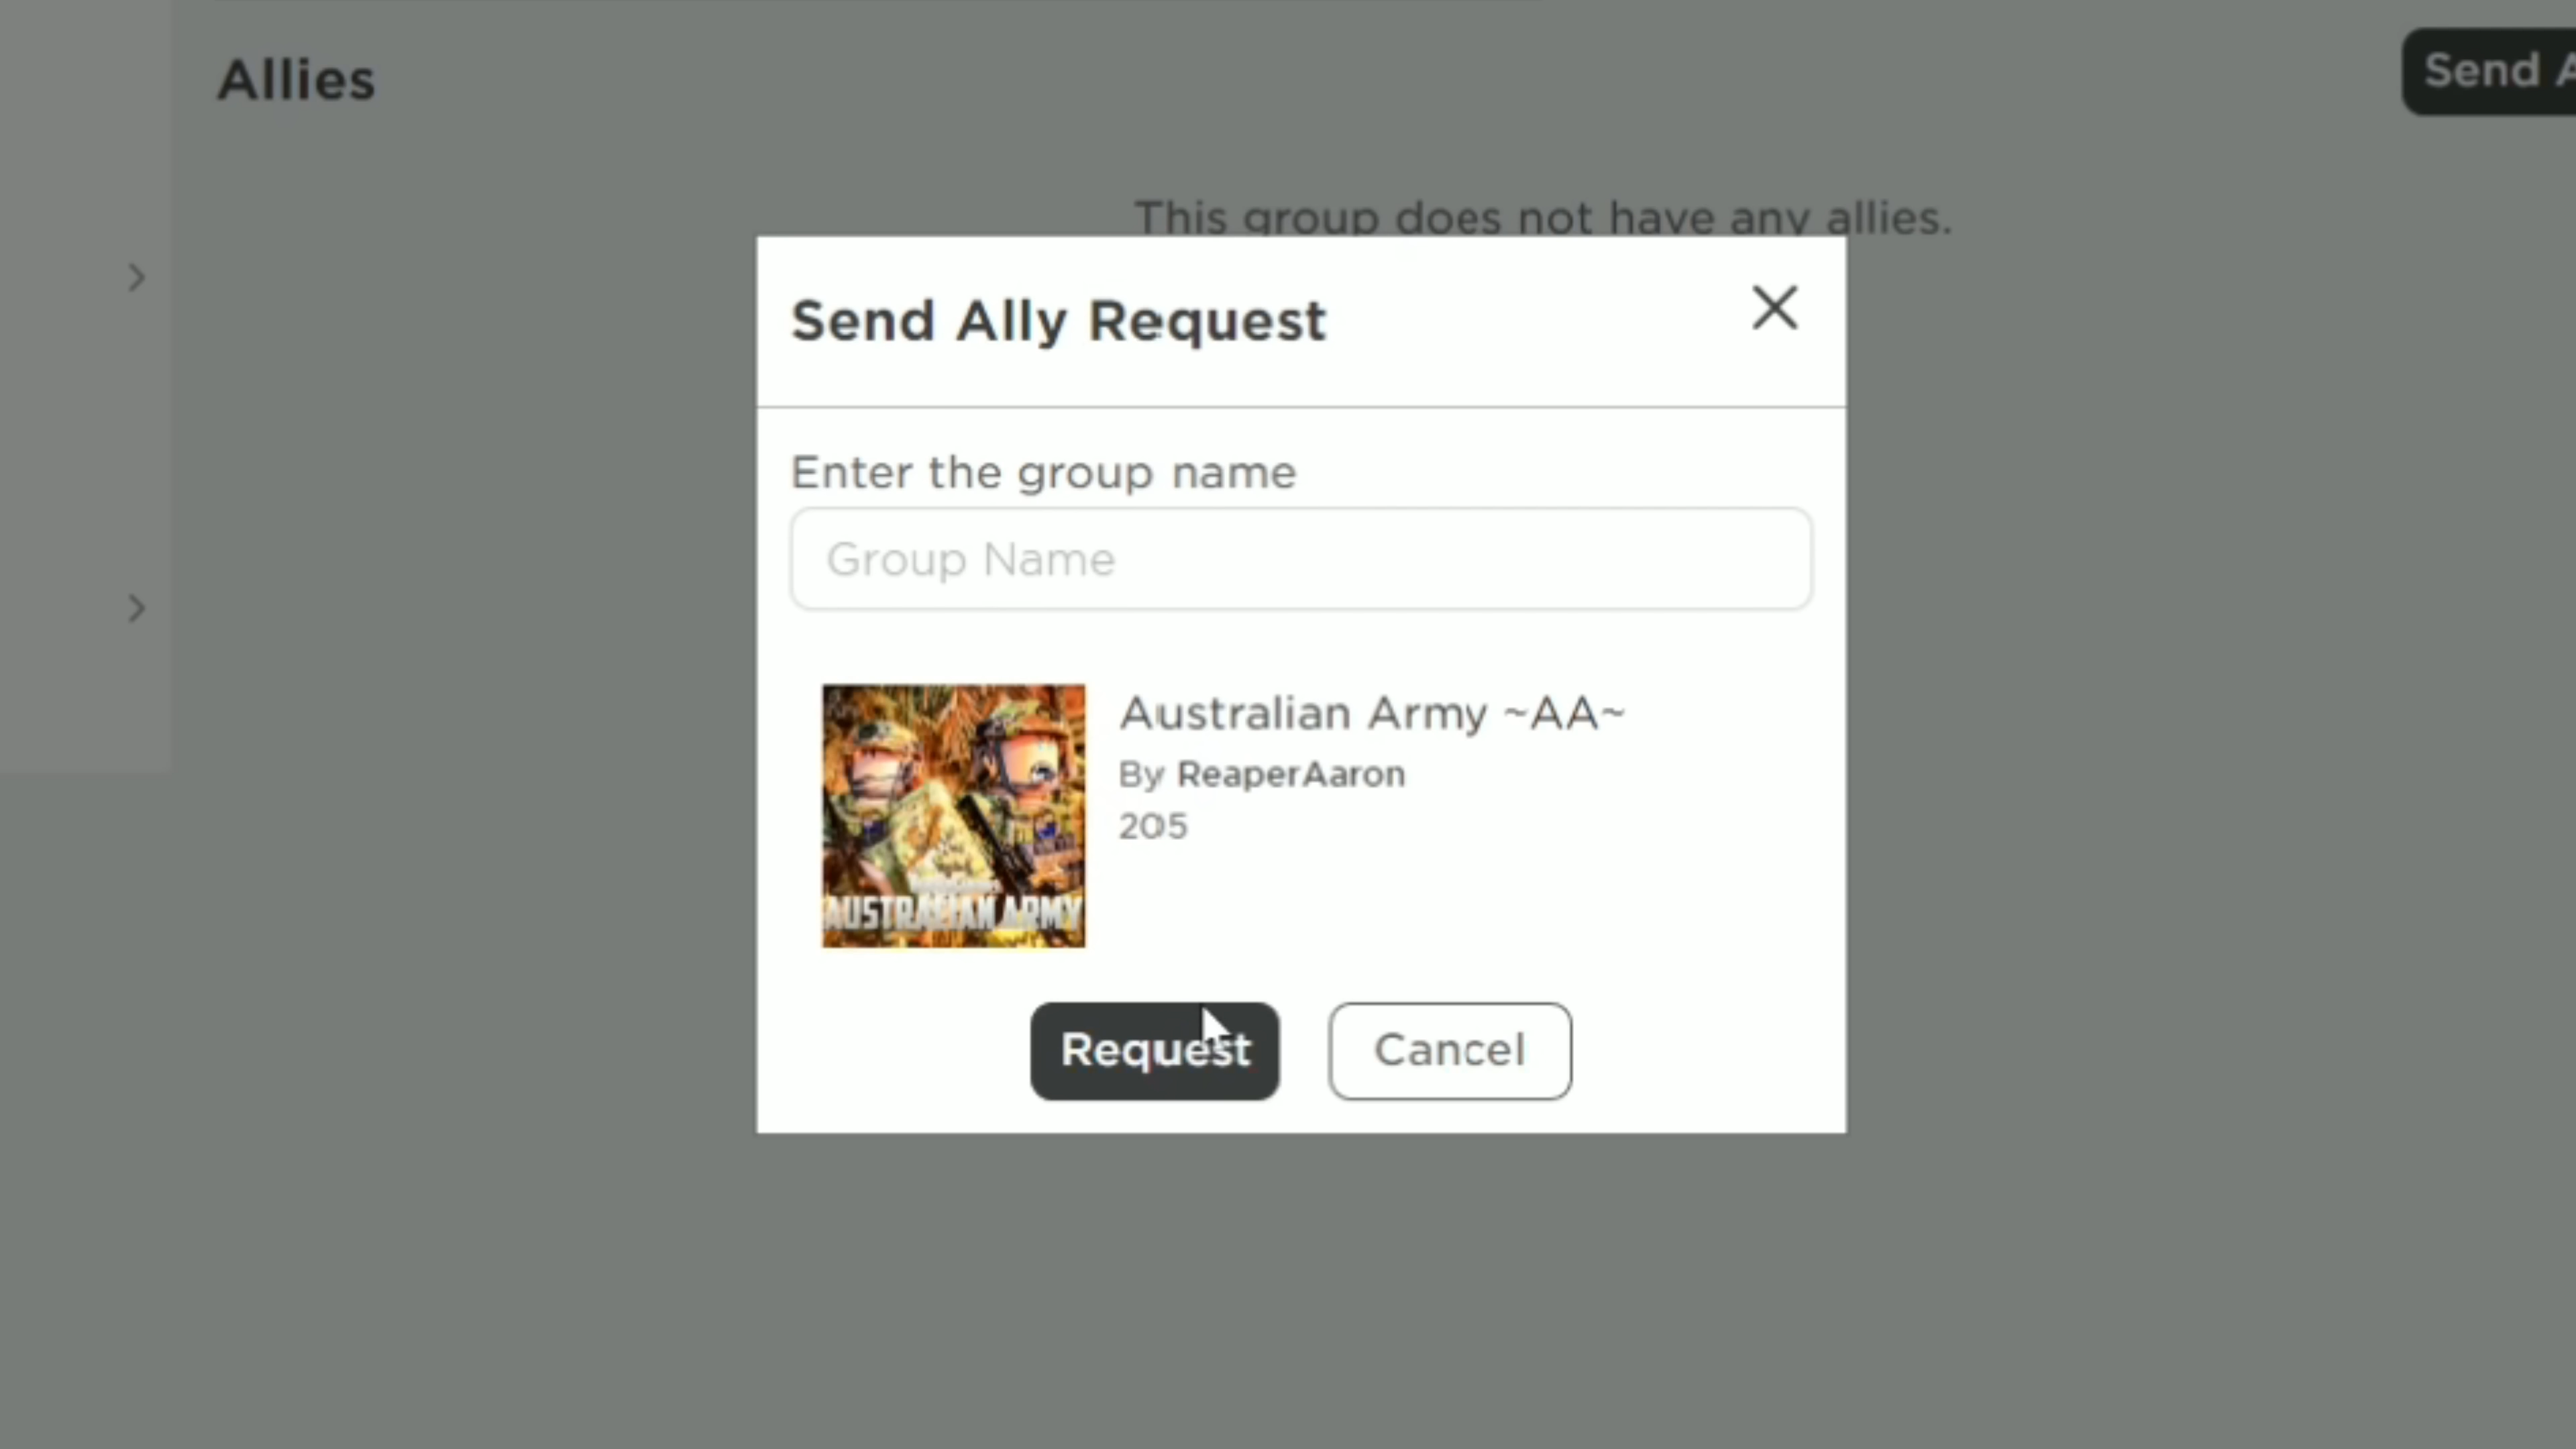 Allies
Send
This group does not have any allies.
Send Ally Request
Enter the group name
Group Name
Australian Army ~AA~
By ReaperAaron
205
AUSTRALIAN ARMY
Request
Cancel